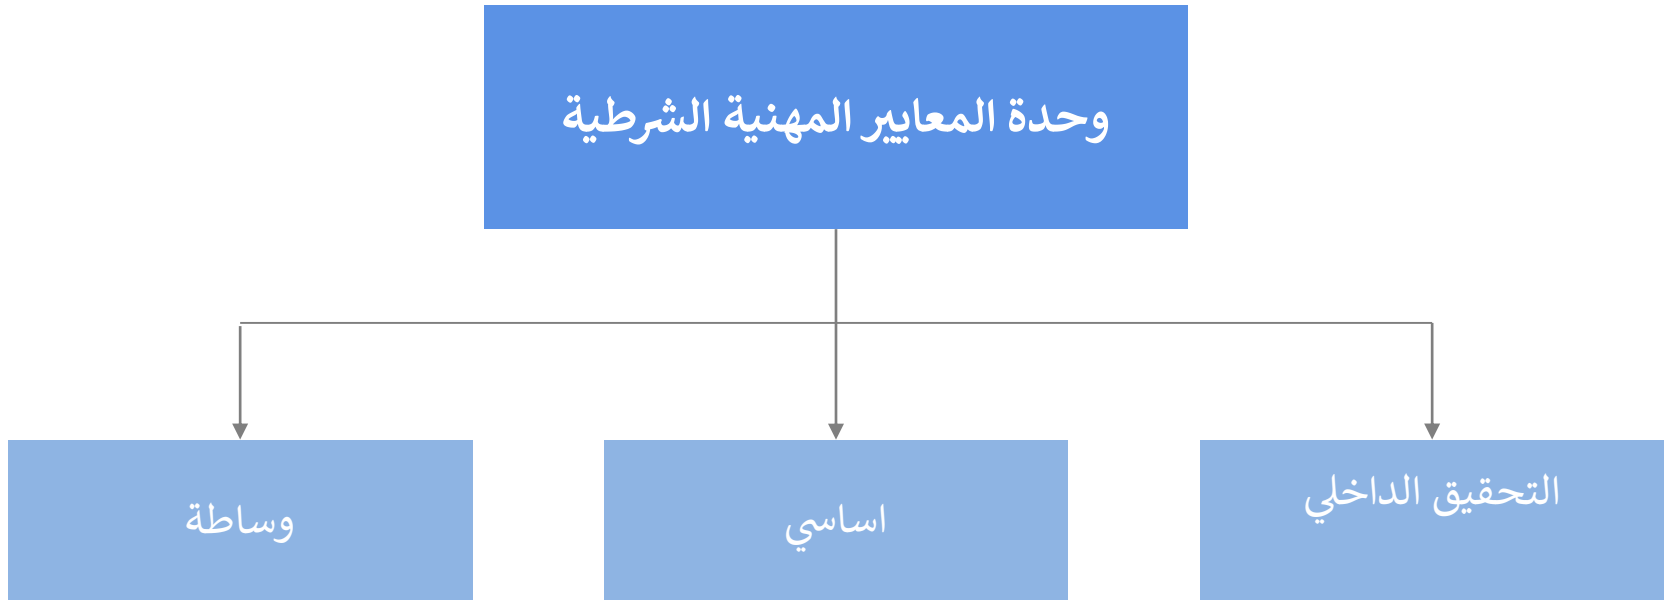 وحدة المعايير المهنية الشرطية
التحقيق الداخلي
اساسي
وساطة